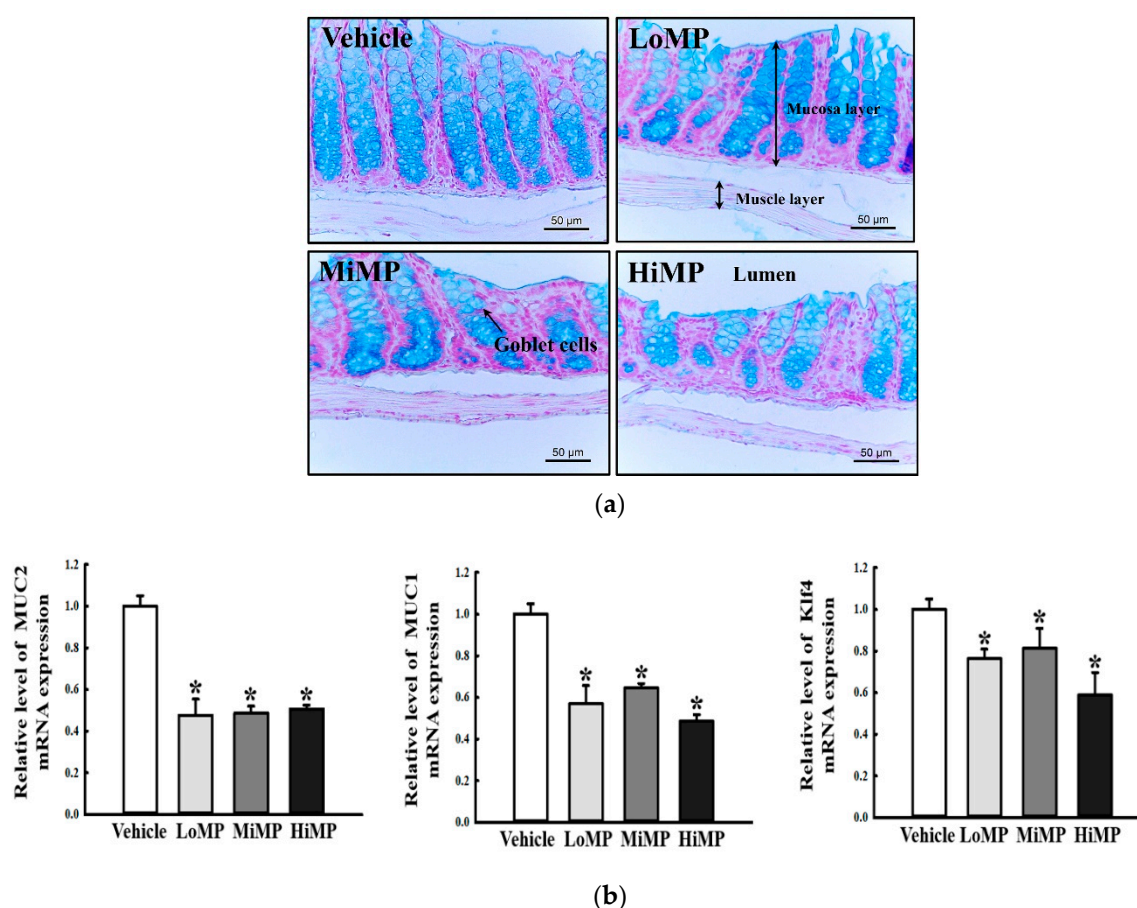 Vehicle
LoMP
Mucosa layer
Muscle layer
50 µm
50 µm
MiMP
HiMP
Lumen
Goblet cells
50 µm
50 µm
(a)
Relative level of MUC2
mRNA expression
1.2
1.0
0.8
0.6
0.4
0.2
0.0
* * *
Vehicle LoMP MiMP HiMP
Relative level of MUC1
mRNA expression
1.2
1.0
0.8
0.6
0.4
0.2
0.0
* * *
Vehicle LoMP MiMP HiMP
Relative level of Klf4
mRNA expression
1.2
1.0
0.8
0.6
0.4
0.2
0.0
* * *
Vehicle LoMP MiMP HiMP
(b)